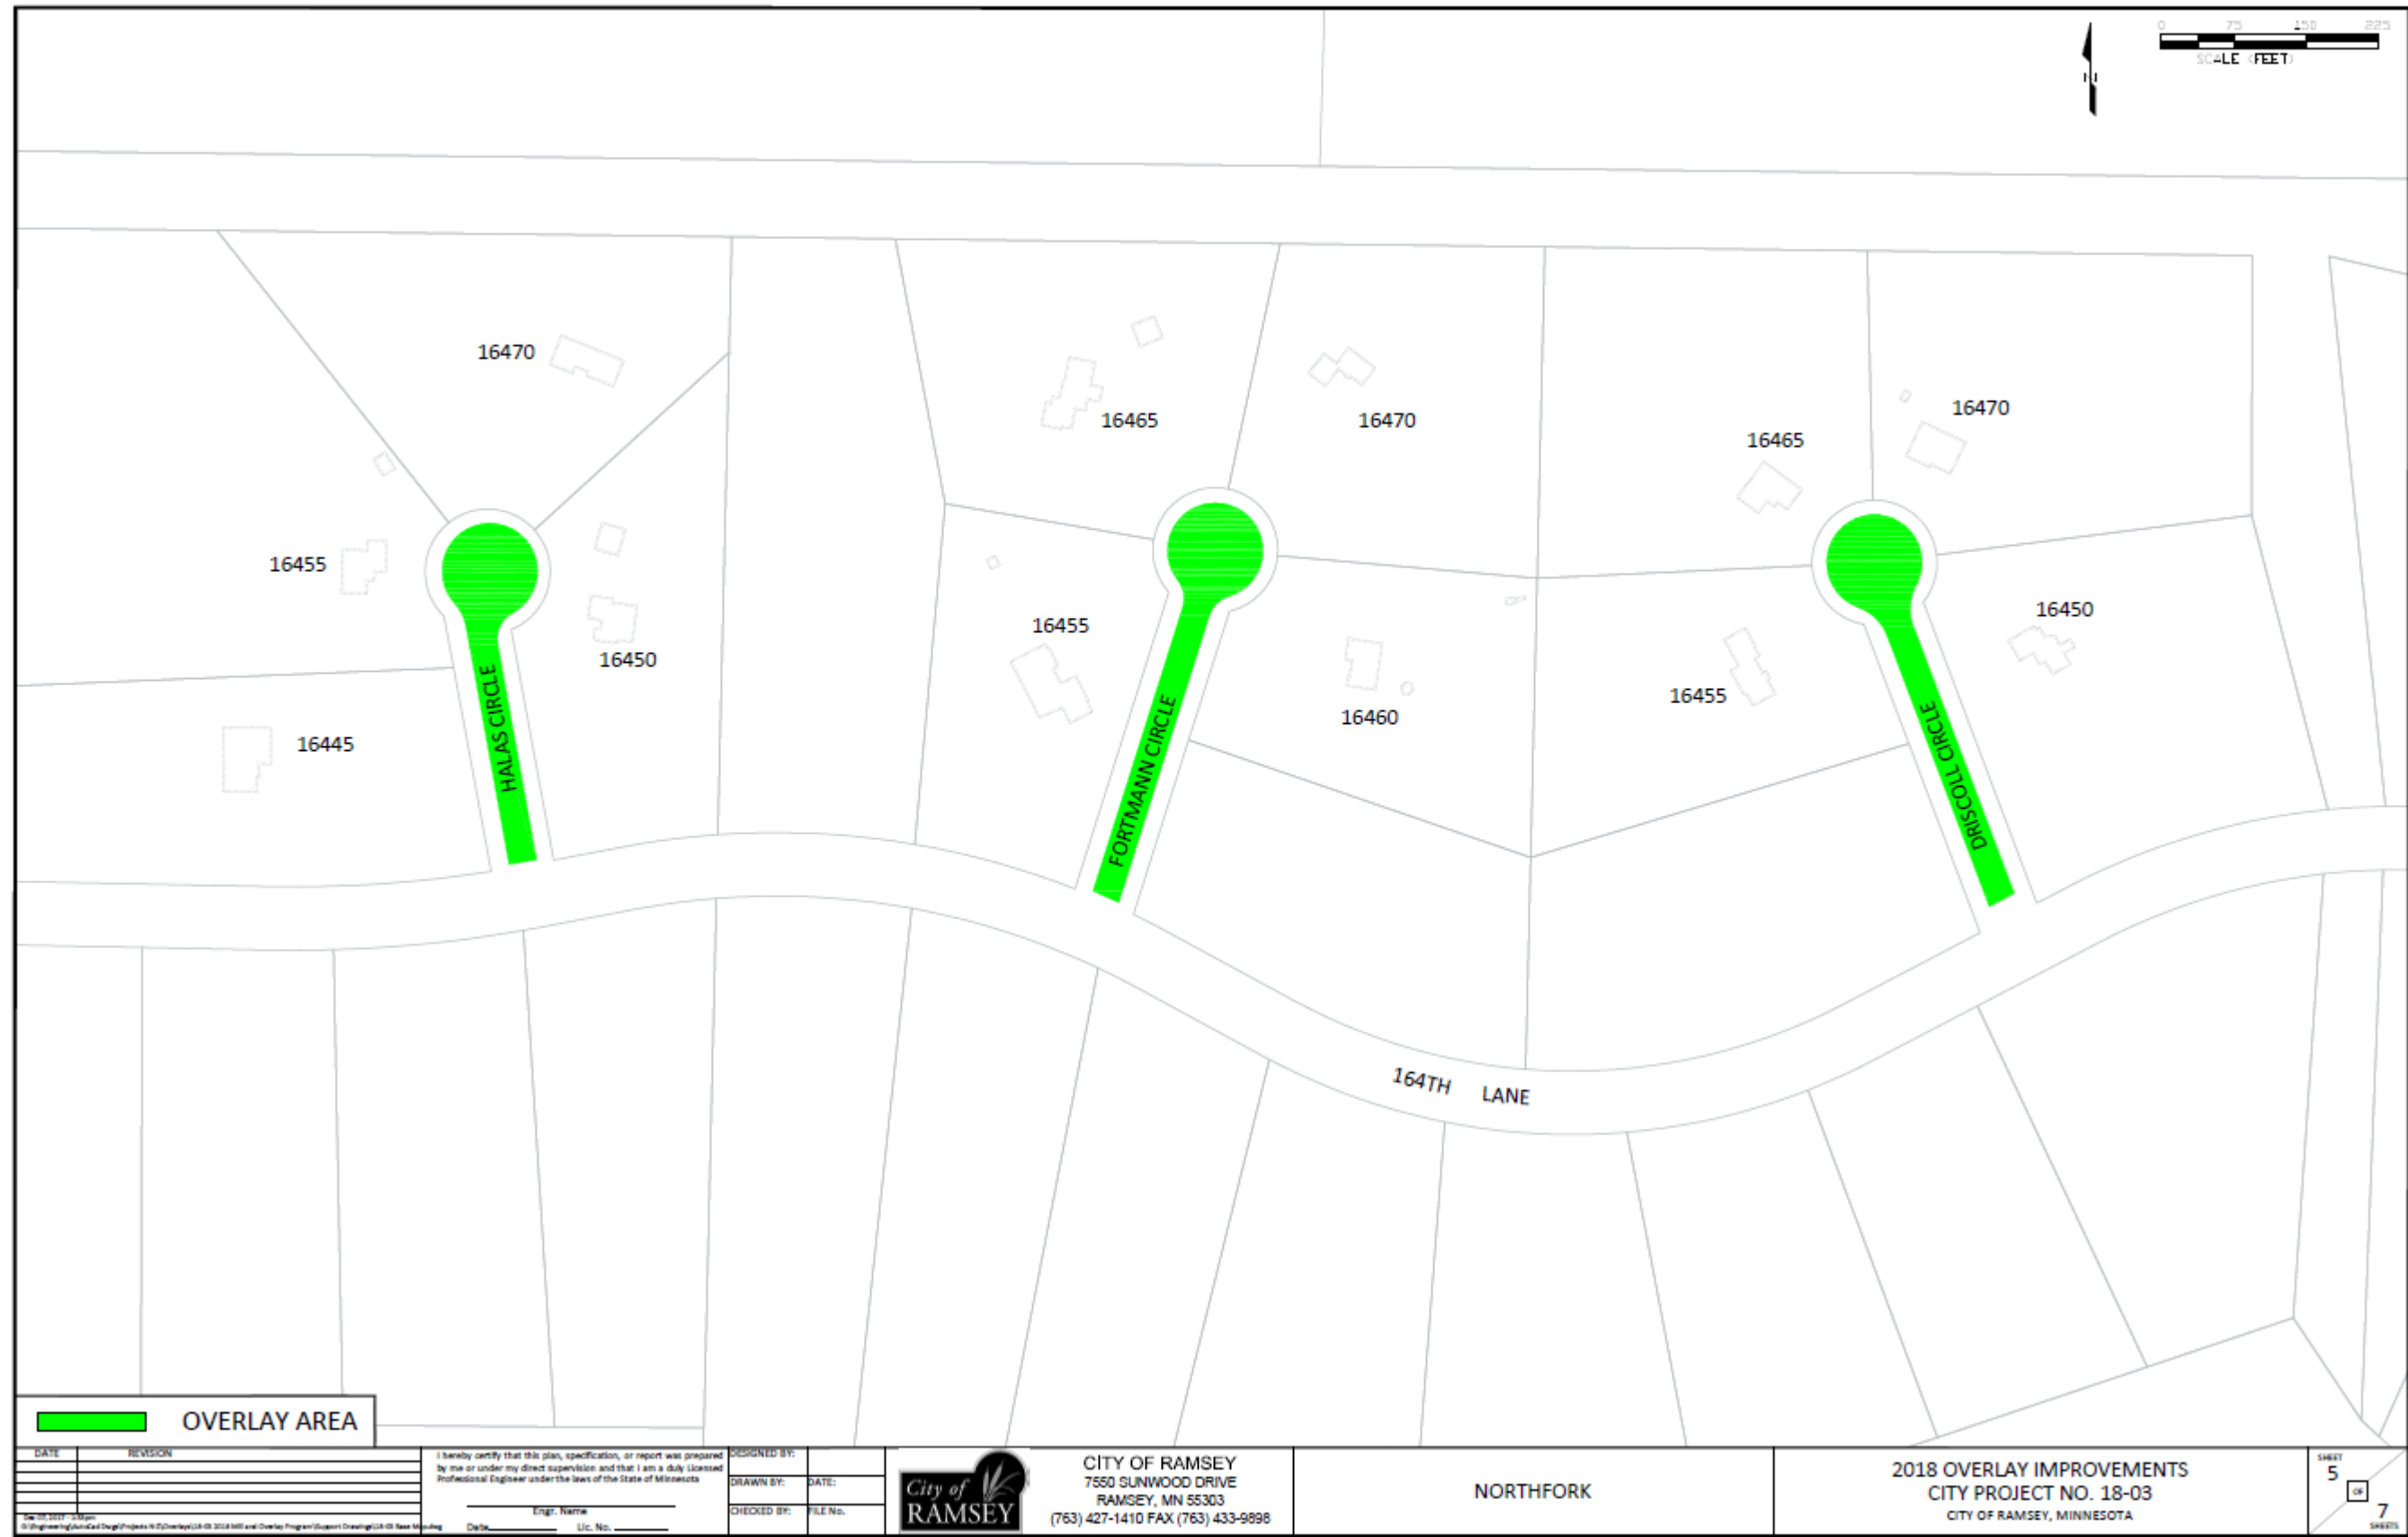 0 75 150 225
SCALE (FEET)
N
16470
16465
16470
16465
16470
16455
16450
16455
16460
16455
16450
16445
HALAS CIRCLE
FORTMANN CIRCLE
DRISCOLL CIRCLE
164TH LANE
OVERLAY AREA
DATE REVISION
I hereby certify that this plan, specification, or report was prepared
by me or under my direct supervision and that I am a duly Licensed
Professional Engineer under the laws of the State of Minnesota
Engr. Name
Date Lic. No.
DESIGNED BY:
DRAWN BY: DATE:
CHECKED BY: FILE No.
City of
RAMSEY
CITY OF RAMSEY
7550 SUNWOOD DRIVE
RAMSEY, MN 55303
(763) 427-1410 FAX (763) 433-9898
NORTHFORK
2018 OVERLAY IMPROVEMENTS
CITY PROJECT NO. 18-03
CITY OF RAMSEY, MINNESOTA
SHEET
5
OF
7
SHEETS